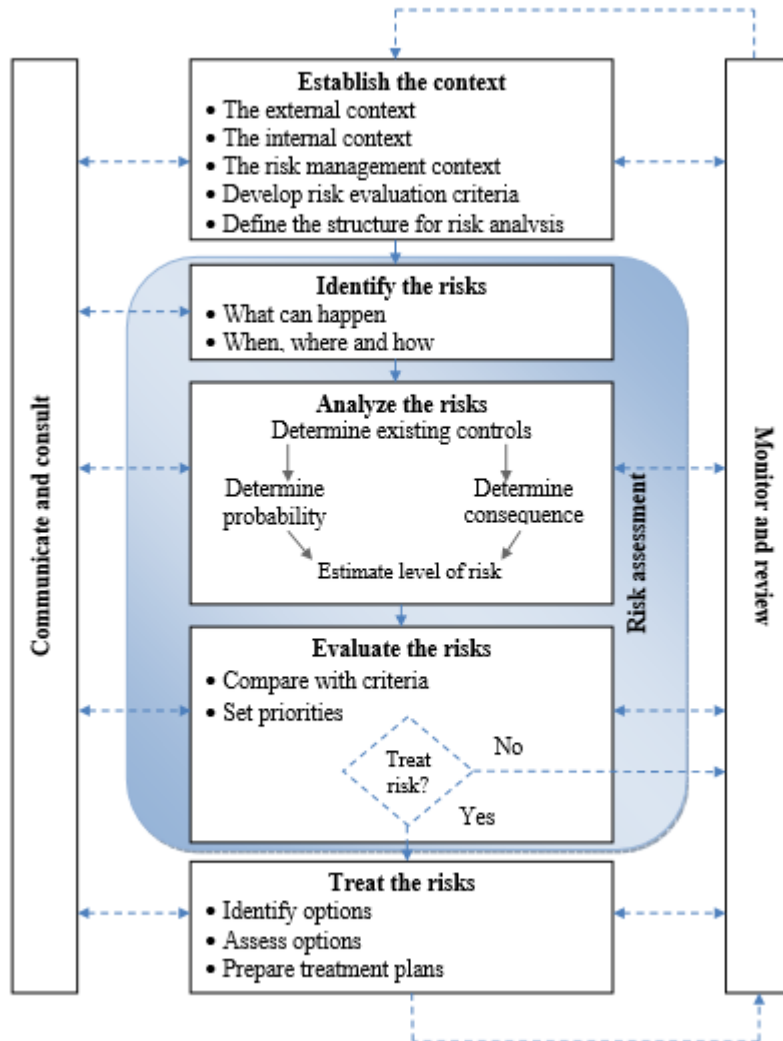 Communicate and consult
Establish the context
• The external context
• The internal context
• The risk management context
• Develop risk evaluation criteria
• Define the structure for risk analysis
Identify the risks
• What can happen
• When, where and how
Analyze the risks
Determine existing controls
Determine
probability
Determine
consequence
Estimate level of risk
Evaluate the risks
• Compare with criteria
• Set priorities
Treat
risk?
No
Yes
Treat the risks
• Identify options
• Assess options
• Prepare treatment plans
Risk assessment
Monitor and review